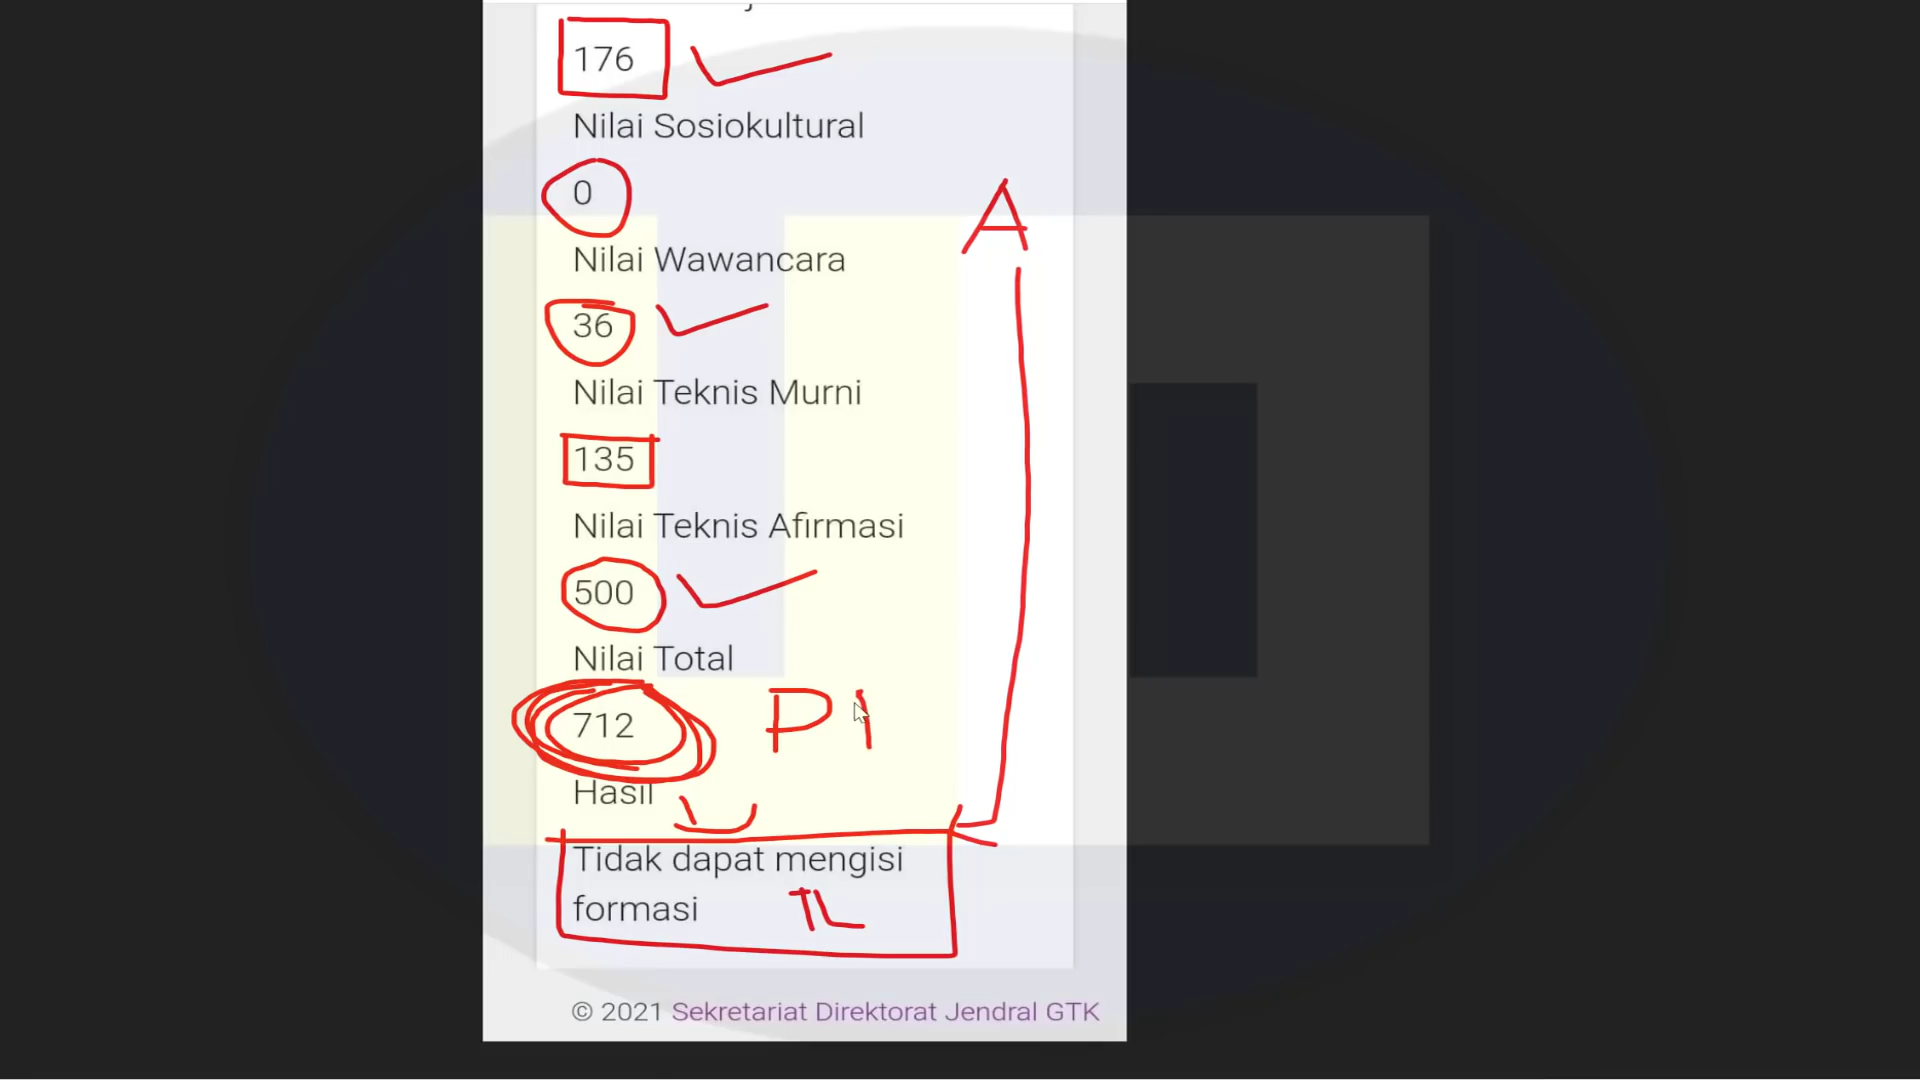 176
Nilai Sosiokultural
0
A
Nilai Wawancara
36
Nilai Teknis Murni
135
Nilai Teknis Afirmasi
500
Nilai Total
712
P1
Hasil
Tidak dapat mengisi
formasi
TL
© 2021 Sekretariat Direktorat Jendral GTK